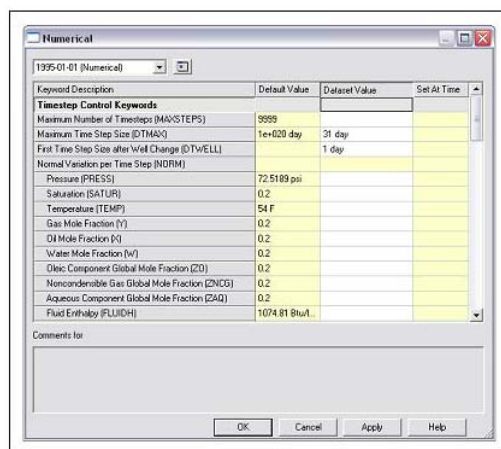 Numerical
1995-01-01 (Numerical)
Keyword Description Default Value Dataset Value Set At Time
Timestep Control Keywords
Maximum Number of Timesteps (MAXSTEPS) 9999
Maximum Time Step Size (DTMAX) 1e+020 day 31 day
First Time Step Size after Well Change (DTWELL) 1 day
Normal Variation per Time Step (NORM)
Pressure (PRESS) 72.5189 psi
Saturation (SATUR) 0.2
Temperature (TEMP) 54 F
Gas Mole Fraction (Y) 0.2
Oil Mole Fraction (X) 0.2
Water Mole Fraction (W) 0.2
Oleic Component Global Mole Fraction (ZO) 0.2
Noncondensible Gas Global Mole Fraction (ZNCG) 0.2
Aqueous Component Global Mole Fraction (ZAQ) 0.2
Fluid Enthalpy (FLUIDH) 1074.81 Btu/l...
Comments for
OK Cancel Apply Help